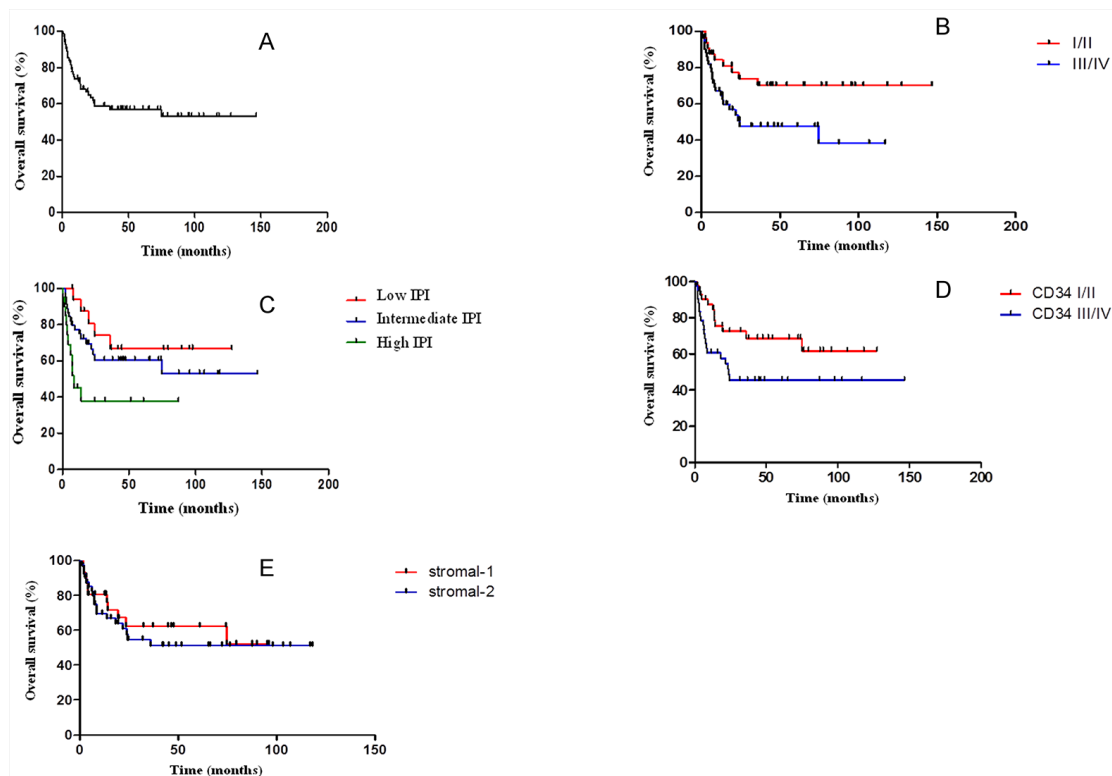 A
Overall survival (%)
100
80
60
40
20
0
0 50 100 150 200
Time (months)
B
I/II
III/IV
Overall survival (%)
100
80
60
40
20
0
0 50 100 150 200
Time (months)
C
Low IPI
Intermediate IPI
High IPI
Overall survival (%)
100
80
60
40
20
0
0 50 100 150 200
Time (months)
D
CD34 I/II
CD34 III/IV
Overall survival (%)
100
80
60
40
20
0
0 50 100 150 200
Time (months)
E
stromal-1
stromal-2
Overall survival (%)
100
80
60
40
20
0
0 50 100 150
Time (months)